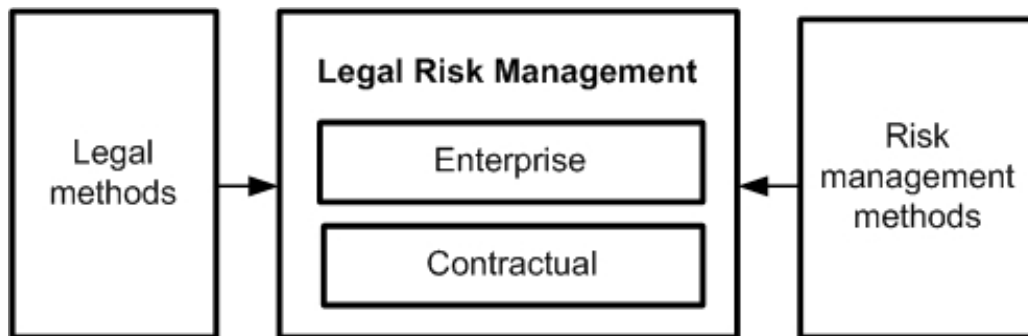 Legal
methods
Legal Risk Management
Enterprise
Contractual
Risk
management
methods